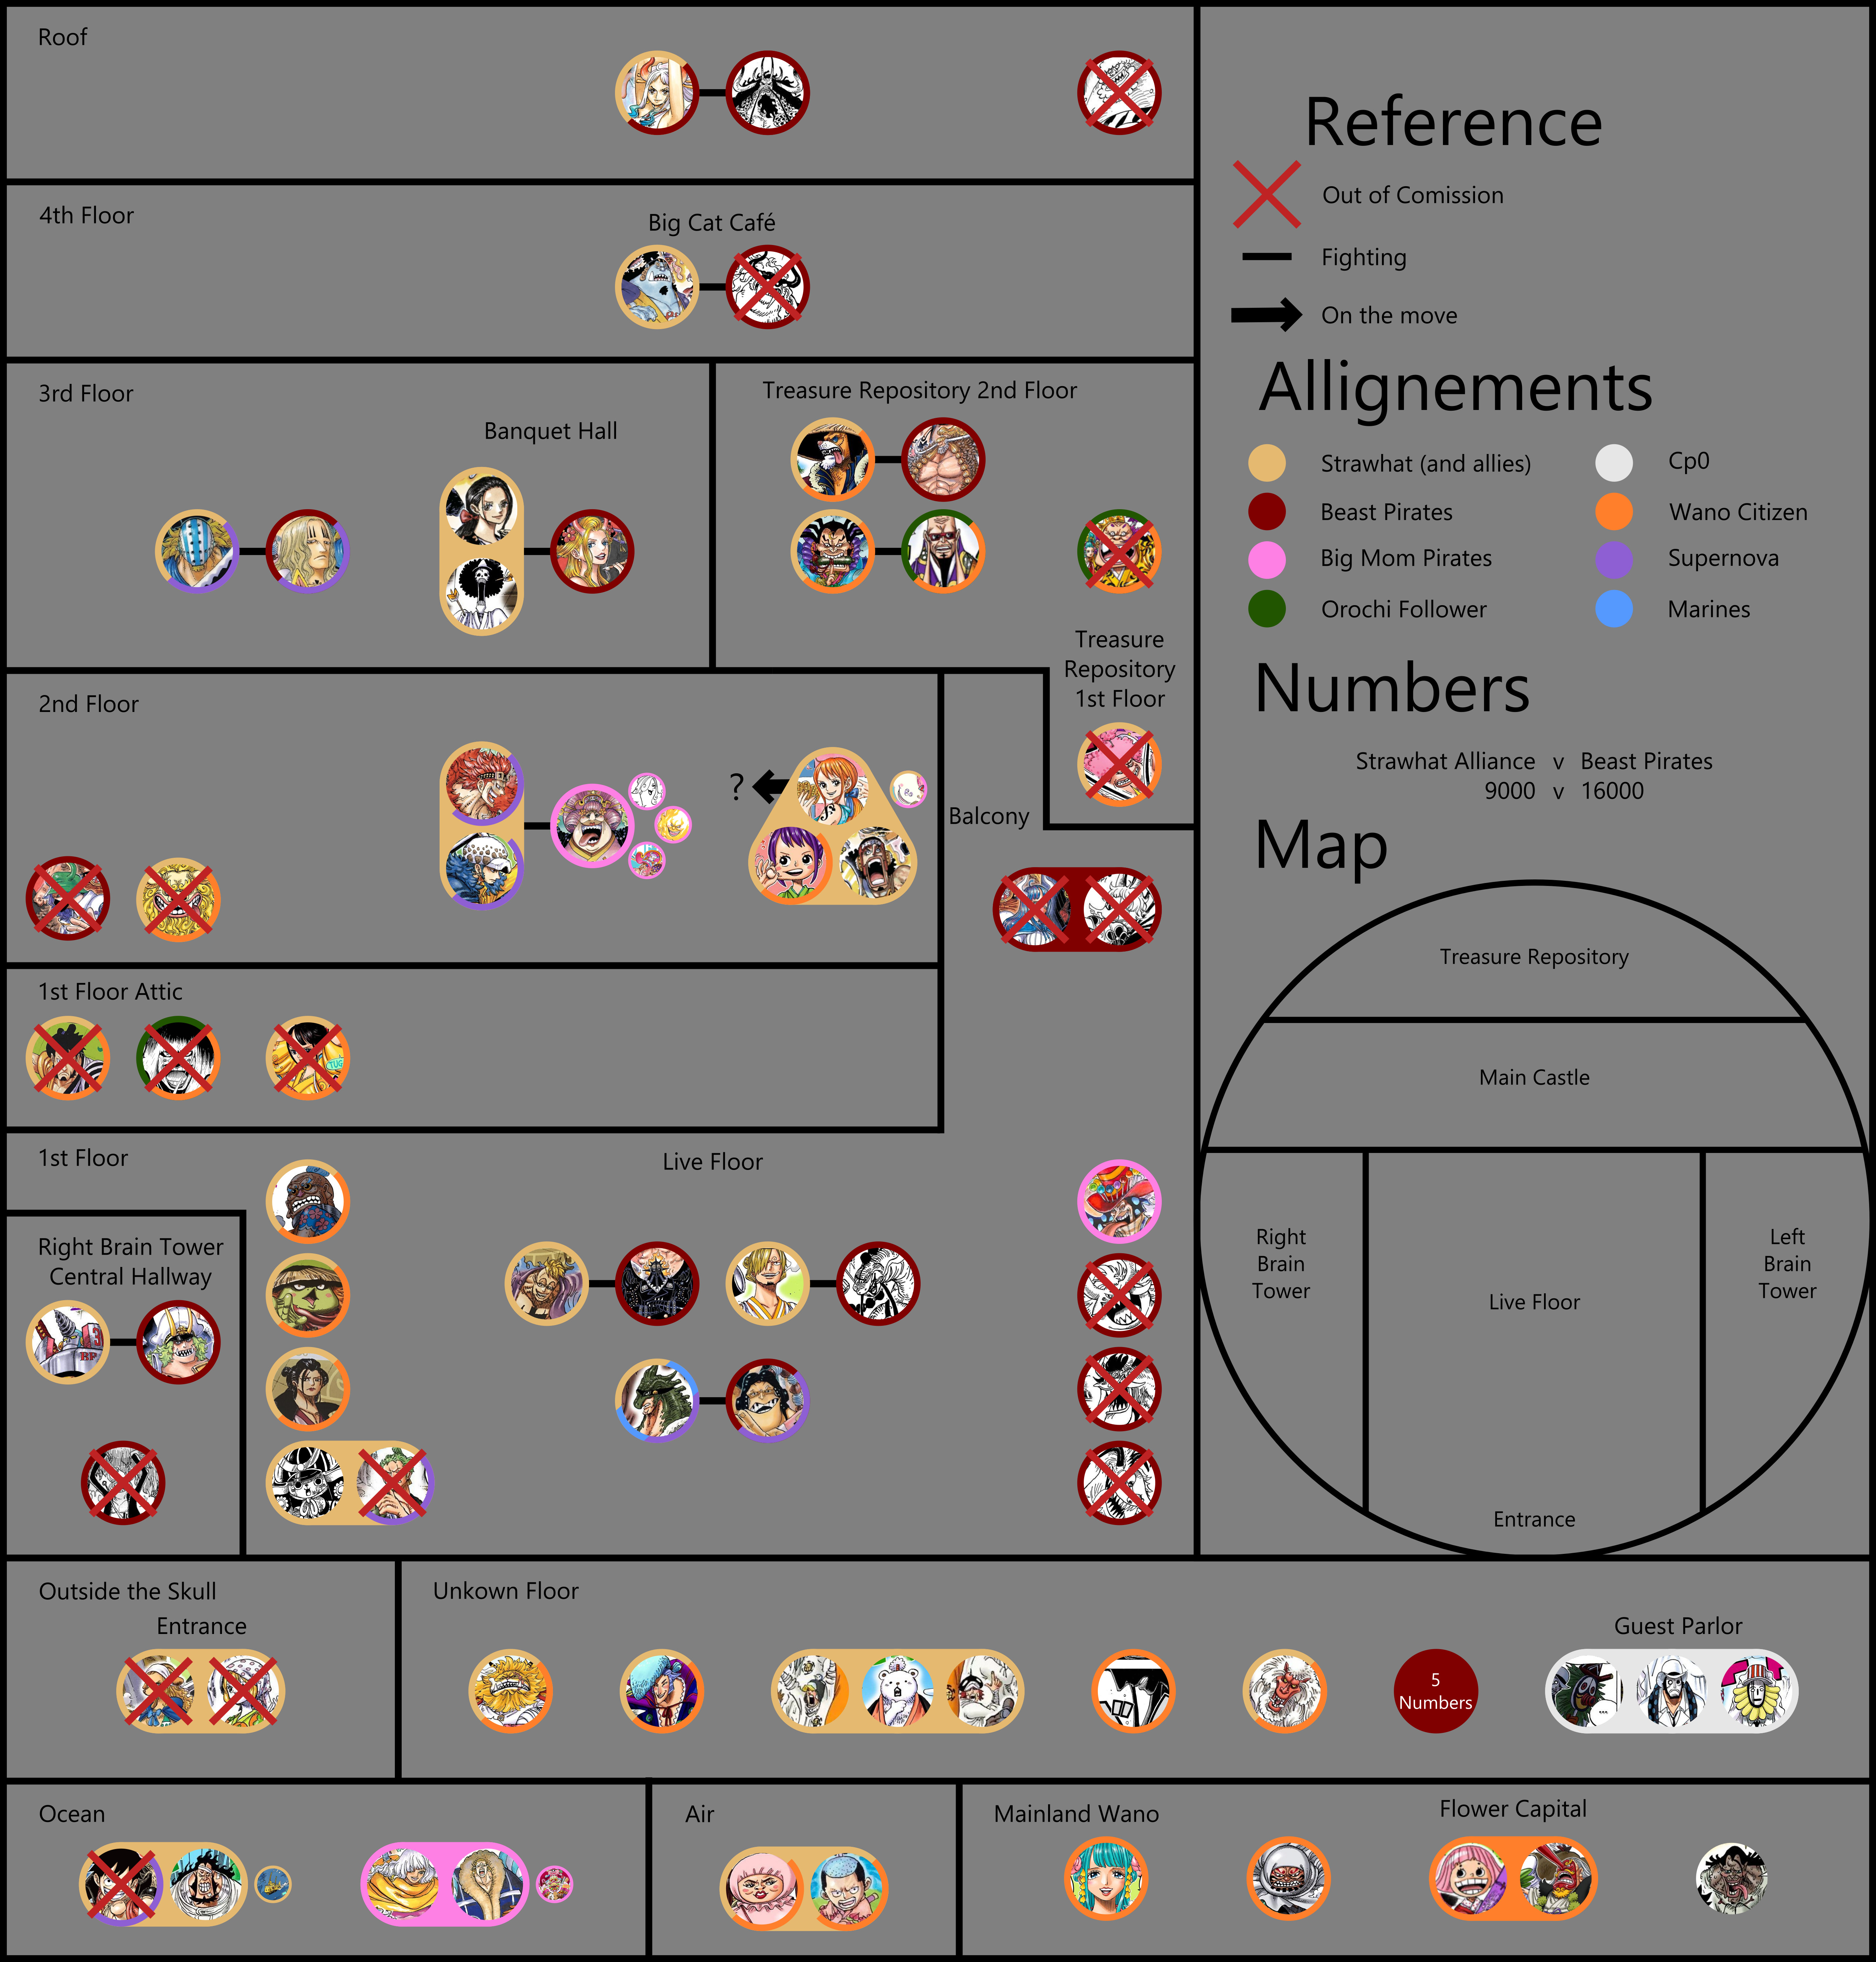 Roof
4th Floor
Big Cat Café
3rd Floor
Banquet Hall
Treasure Repository 2nd Floor
Treasure
Repository
1st Floor
2nd Floor
?
Balcony
1st Floor Attic
TUG
1st Floor
Live Floor
Right Brain Tower
Central Hallway
BP
Outside the Skull
Entrance
Unkown Floor
5
Numbers
Guest Parlor
...
Ocean
Air
Mainland Wano
Flower Capital
Reference
Out of Comission
Fighting
On the move
Allignements
Strawhat (and allies)
Cp0
Beast Pirates
Wano Citizen
Big Mom Pirates
Supernova
Orochi Follower
Marines
Numbers
Strawhat Alliance v Beast Pirates
9000 v 16000
Map
Treasure Repository
Main Castle
Right
Brain
Tower
Live Floor
Left
Brain
Tower
Entrance